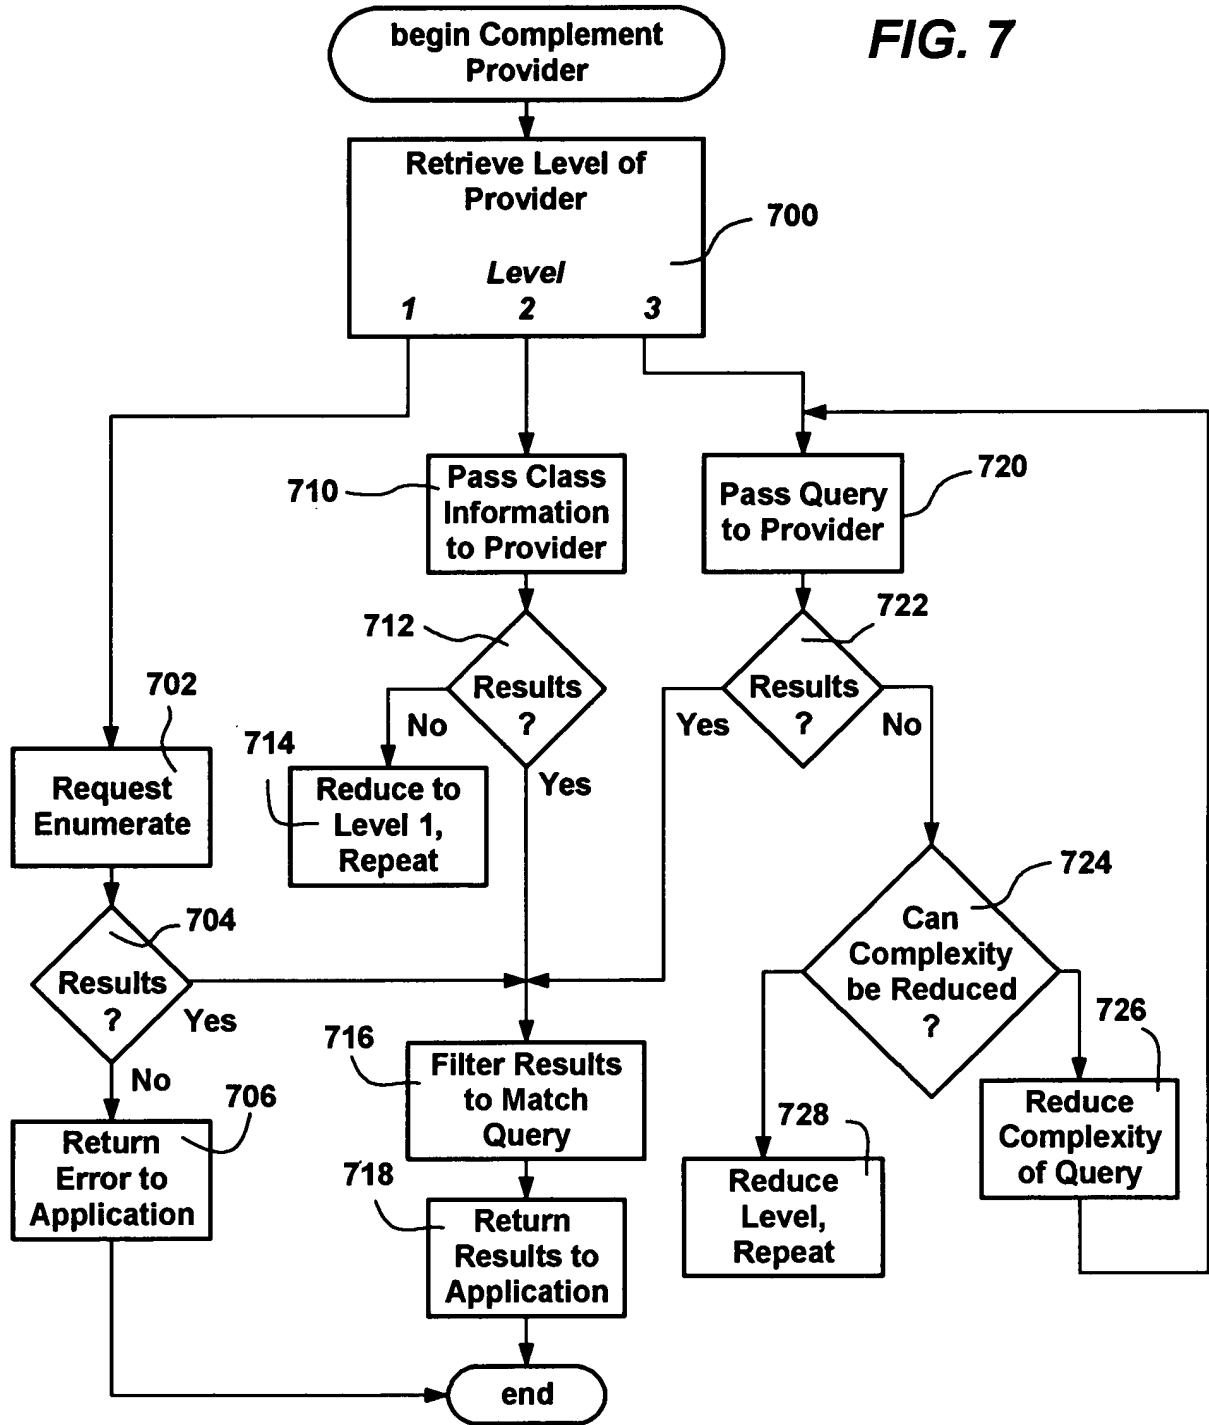 FIG. 7
begin Complement
Provider
Retrieve Level of
Provider
700
Level
1 2 3
710
Pass Class
Information
to Provider
720
Pass Query
to Provider
712
Results
?
No
Yes
722
Results
?
Yes
No
702
Request
Enumerate
714
Reduce to
Level 1,
Repeat
704
Results
?
Yes
No
724
Can
Complexity
be Reduced
?
706
Return
Error to
Application
716
Filter Results
to Match
Query
726
Reduce
Complexity
of Query
718
Return
Results to
Application
728
Reduce
Level,
Repeat
end